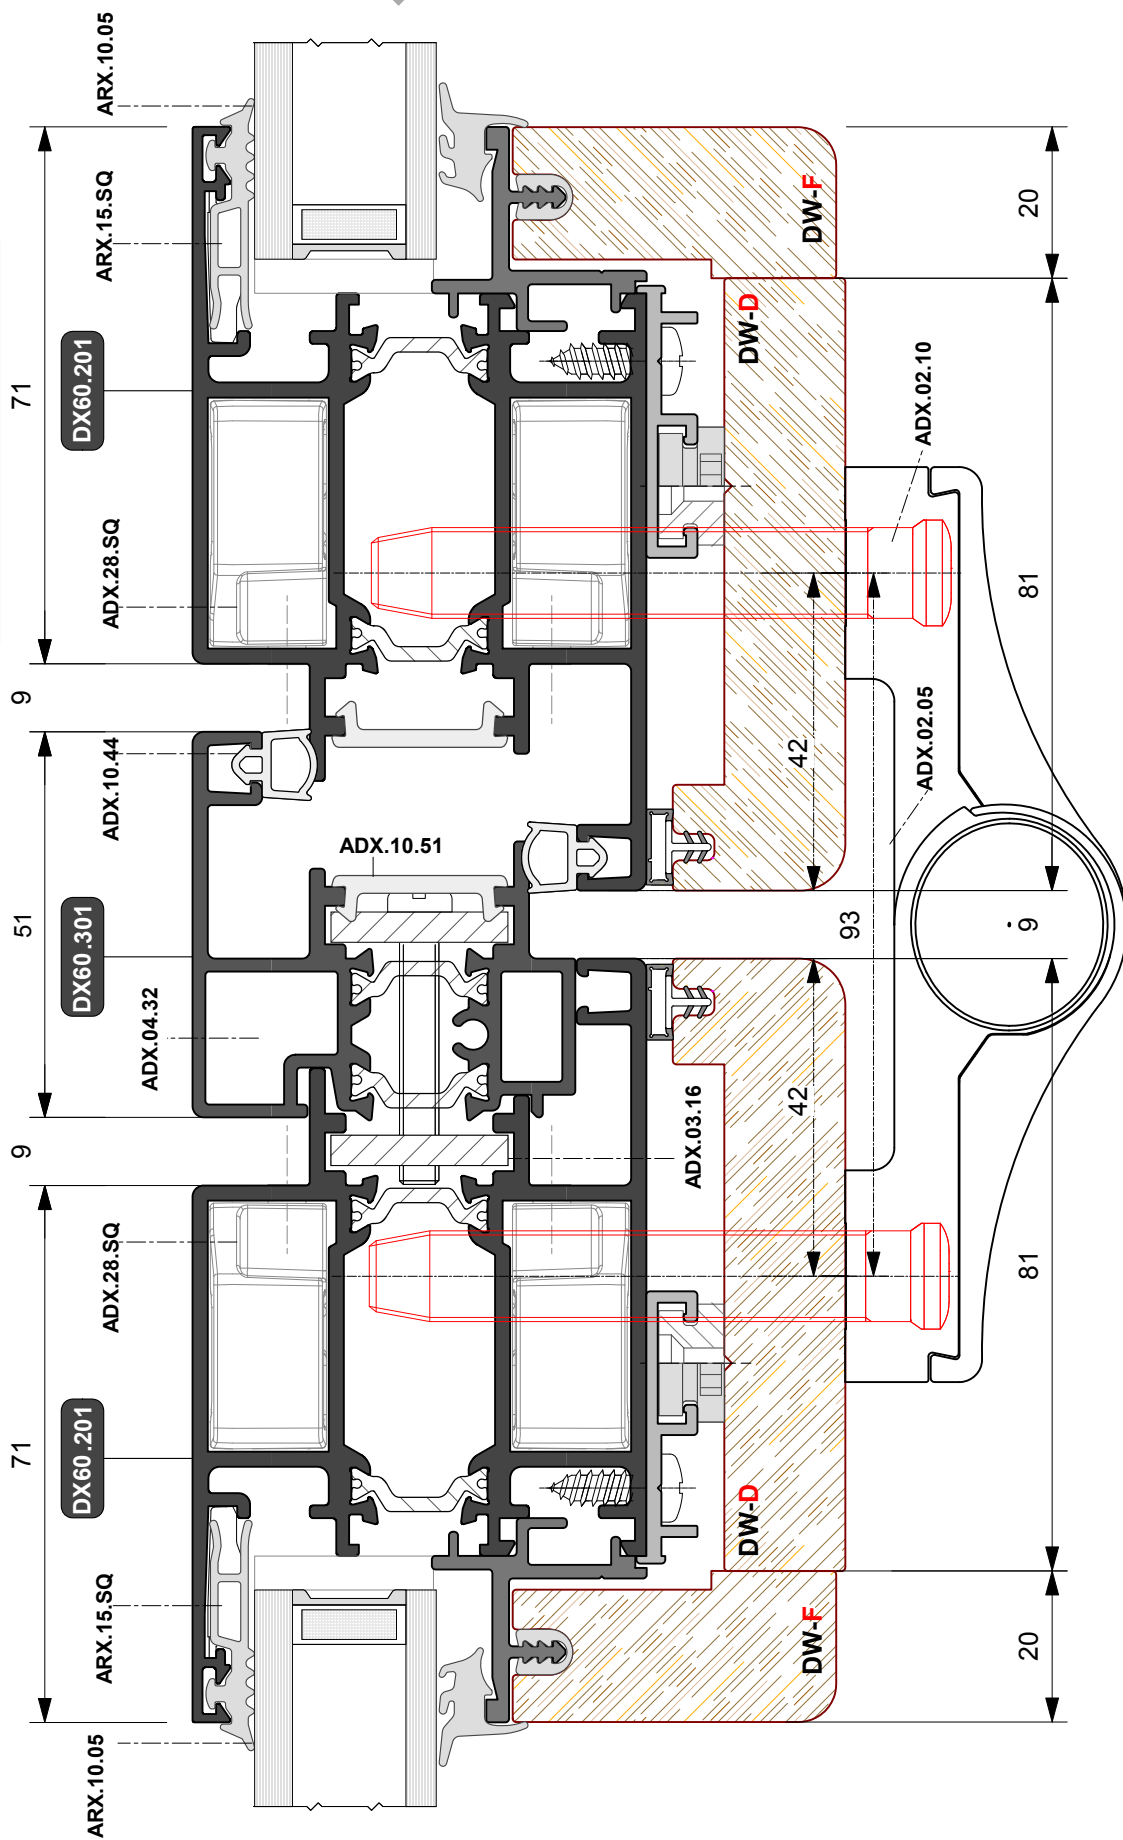 ARX.10.05
ARX.15.SQ
DX60.201
ADX.28.SQ
ADX.10.44
ADX.10.51
DX60.301
ADX.04.32
ADX.03.16
ADX.28.SQ
DX60.201
ARX.15.SQ
ARX.10.05
71
9
51
9
71
DW-F
DW-D
ADX.02.10
ADX.02.05
DW-D
DW-F
42
93
42
20
81
9
81
20